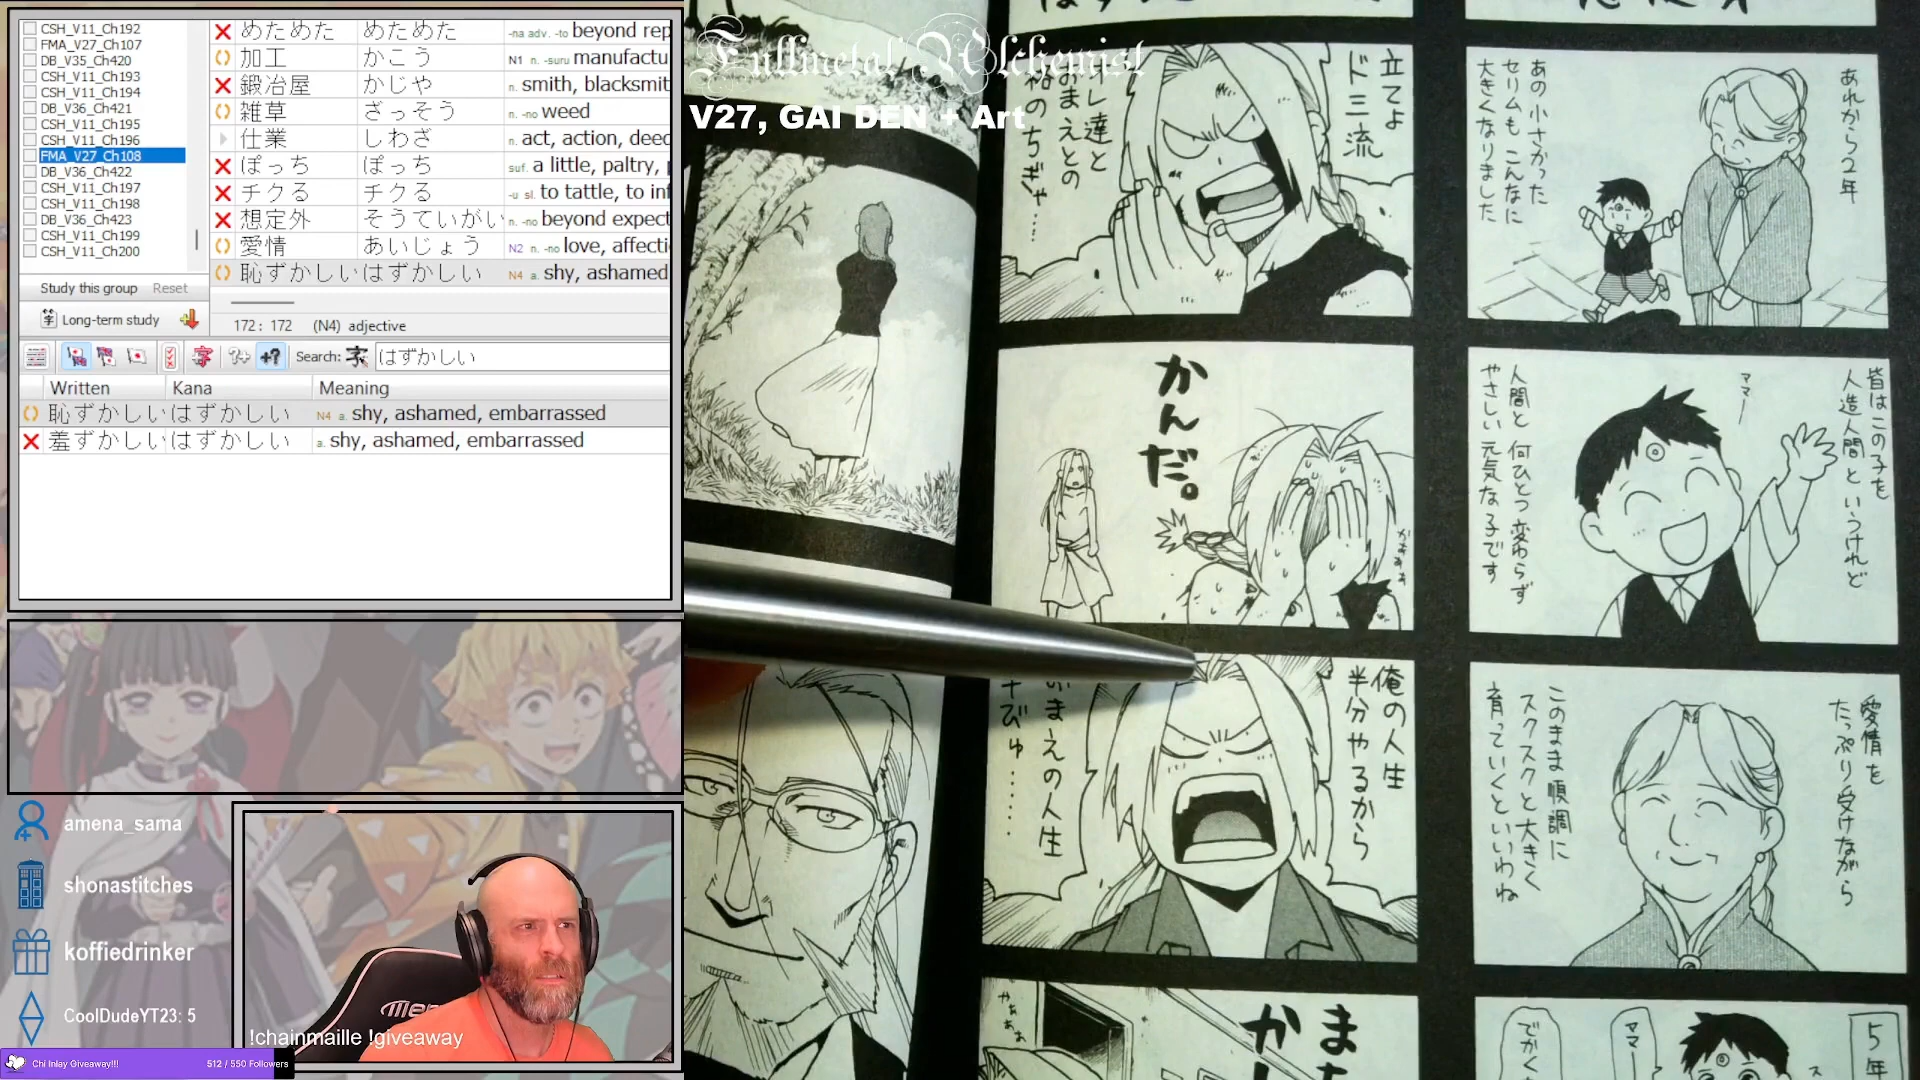 CSH_V11_Ch192
FMA_V27_Ch107
DB_V35_Ch420
CSH_V11_Ch193
CSH_V11_Ch194
DB_V36_Ch421
CSH_V11_Ch195
CSH_V11_Ch196
FMA_V27_Ch108
DB_V36_Ch422
CSH_V11_Ch197
CSH_V11_Ch198
DB_V36_Ch423
CSH_V11_Ch199
CSH_V11_Ch200
Study this group Reset
Long-term study
めためた めためた -na adv. -to beyond rep
加工 かこう N1 n. -suru manufactu
鍛冶屋 かじや n. smith, blacksmit
雑草 ざっそう n. -no weed
仕業 しわざ n. act, action, deed
ぽっち ぽっち suf. a little, paltry,
チクる チクる -u sl. to tattle, to inf
想定外 そうていがい n. -no beyond expect
愛情 あいじょう N2 n. -no love, affecti
恥ずかしい はずかしい N4 a. shy, ashamed
172: 172 (N4) adjective
Search: はずかしい
Written Kana Meaning
恥ずかしい はずかしい N4 a. shy, ashamed, embarrassed
羞ずかしい はずかしい a. shy, ashamed, embarrassed
amena_sama
shonastitches
koffiedrinker
CoolDudeYT23: 5
!chainmaille !giveaway
Chi Inlay Giveaway!!! 512 / 550 Followers
Fullmetal Alchemist
V27, GAI DEN + Art
立てよ
ド三流
オレ達と
おまえとの
格のちがゃ…
かんだ。
俺の人生
半分やるから
おまえの人生
あれから2年
あの小さかった
セリムもこんなに
大きくなりました
皆はこの子を
人造人間というけれど
ママー
人間と何ひとつ変わらず
やさしい元気な子です
愛情を
たっぷり受けながら
このまま順調に
スクスクと大きく
育っていくといいわね
5年
ママー